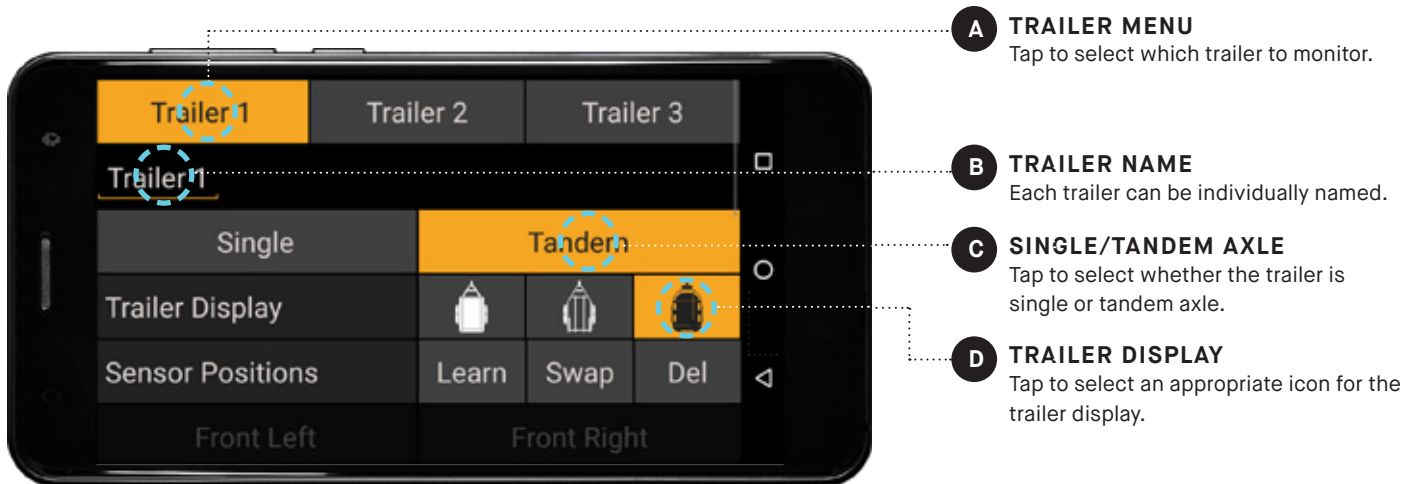 A TRAILER MENU
Tap to select which trailer to monitor.
Trailer 1 Trailer 2 Trailer 3
Trailer 1
B TRAILER NAME
Each trailer can be individually named.
Single Tandem
C SINGLE/TANDEM AXLE
Tap to select whether the trailer is
single or tandem axle.
Trailer Display
Sensor Positions Learn Swap Del
D TRAILER DISPLAY
Tap to select an appropriate icon for the
trailer display.
Front Left Front Right